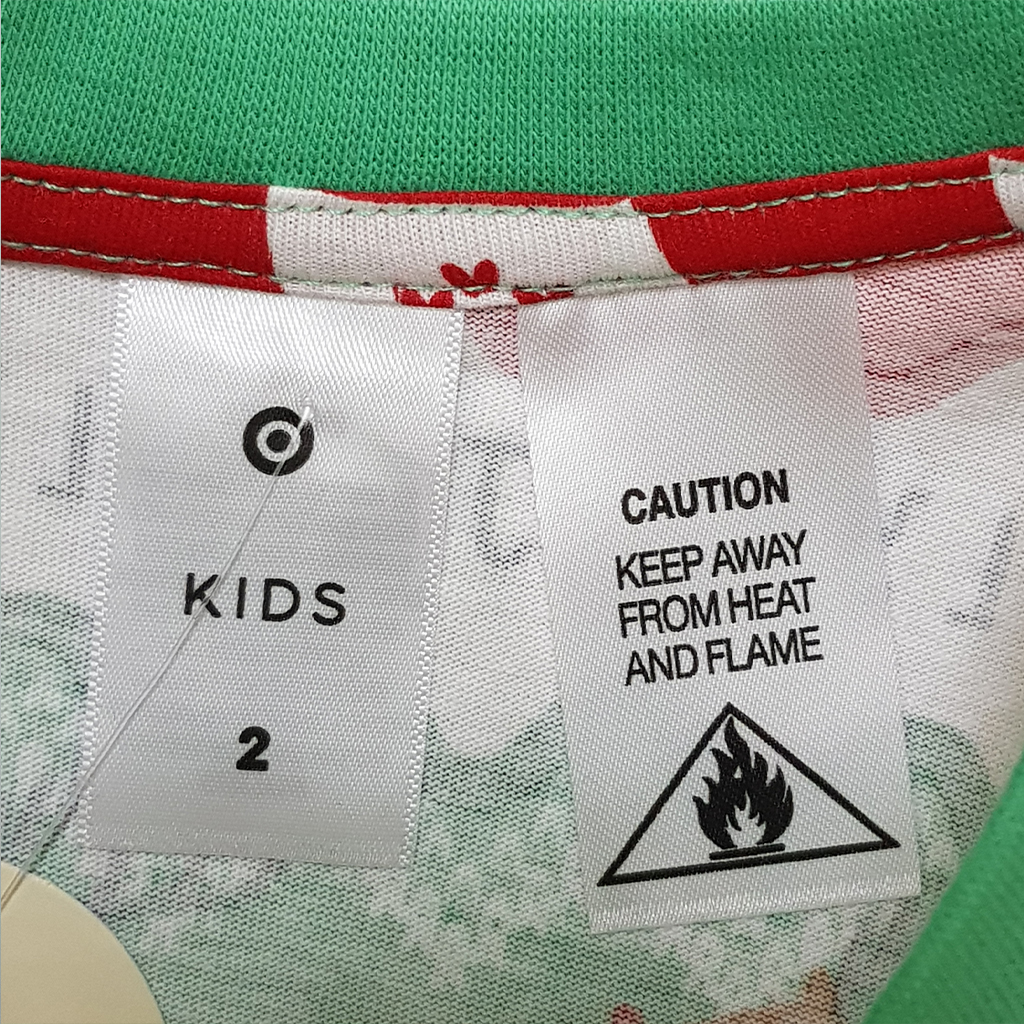 KIDS
2
CAUTION
KEEP AWAY
FROM HEAT
AND FLAME